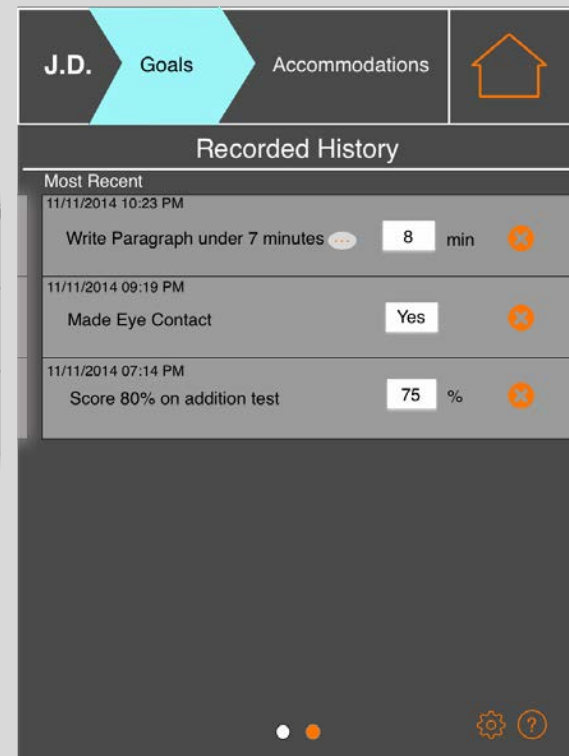 J.D. Goals Accommodations
Recorded History
Most Recent
11/11/2014 10:23 PM
Write Paragraph under 7 minutes ... 8 min
11/11/2014 09:19 PM
Made Eye Contact Yes
11/11/2014 07:14 PM
Score 80% on addition test 75 %
?